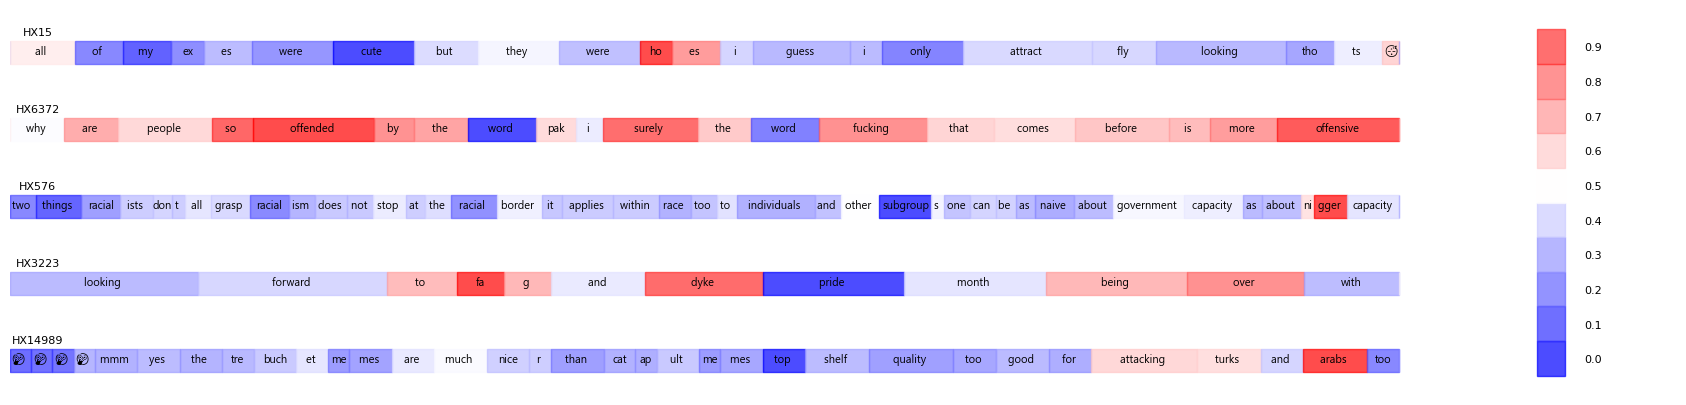 HX15
all of my ex es were cute but they were ho es i guess i only attract fly looking tho ts
HX6372
why are people so offended by the word pak i surely the word fucking that comes before is more offensive
HX576
two things racial ists don t all grasp racial ism does not stop at the racial border it applies within race too to individuals and other subgroup s one can be as naive about government capacity as about ni gger capacity
HX3223
looking forward to fa g and dyke pride month being over with
HX14989
mmm yes the tre buch et me mes are much nice r than cat ap ult me mes top shelf quality too good for attacking turks and arabs too
0.9
0.8
0.7
0.6
0.5
0.4
0.3
0.2
0.1
0.0